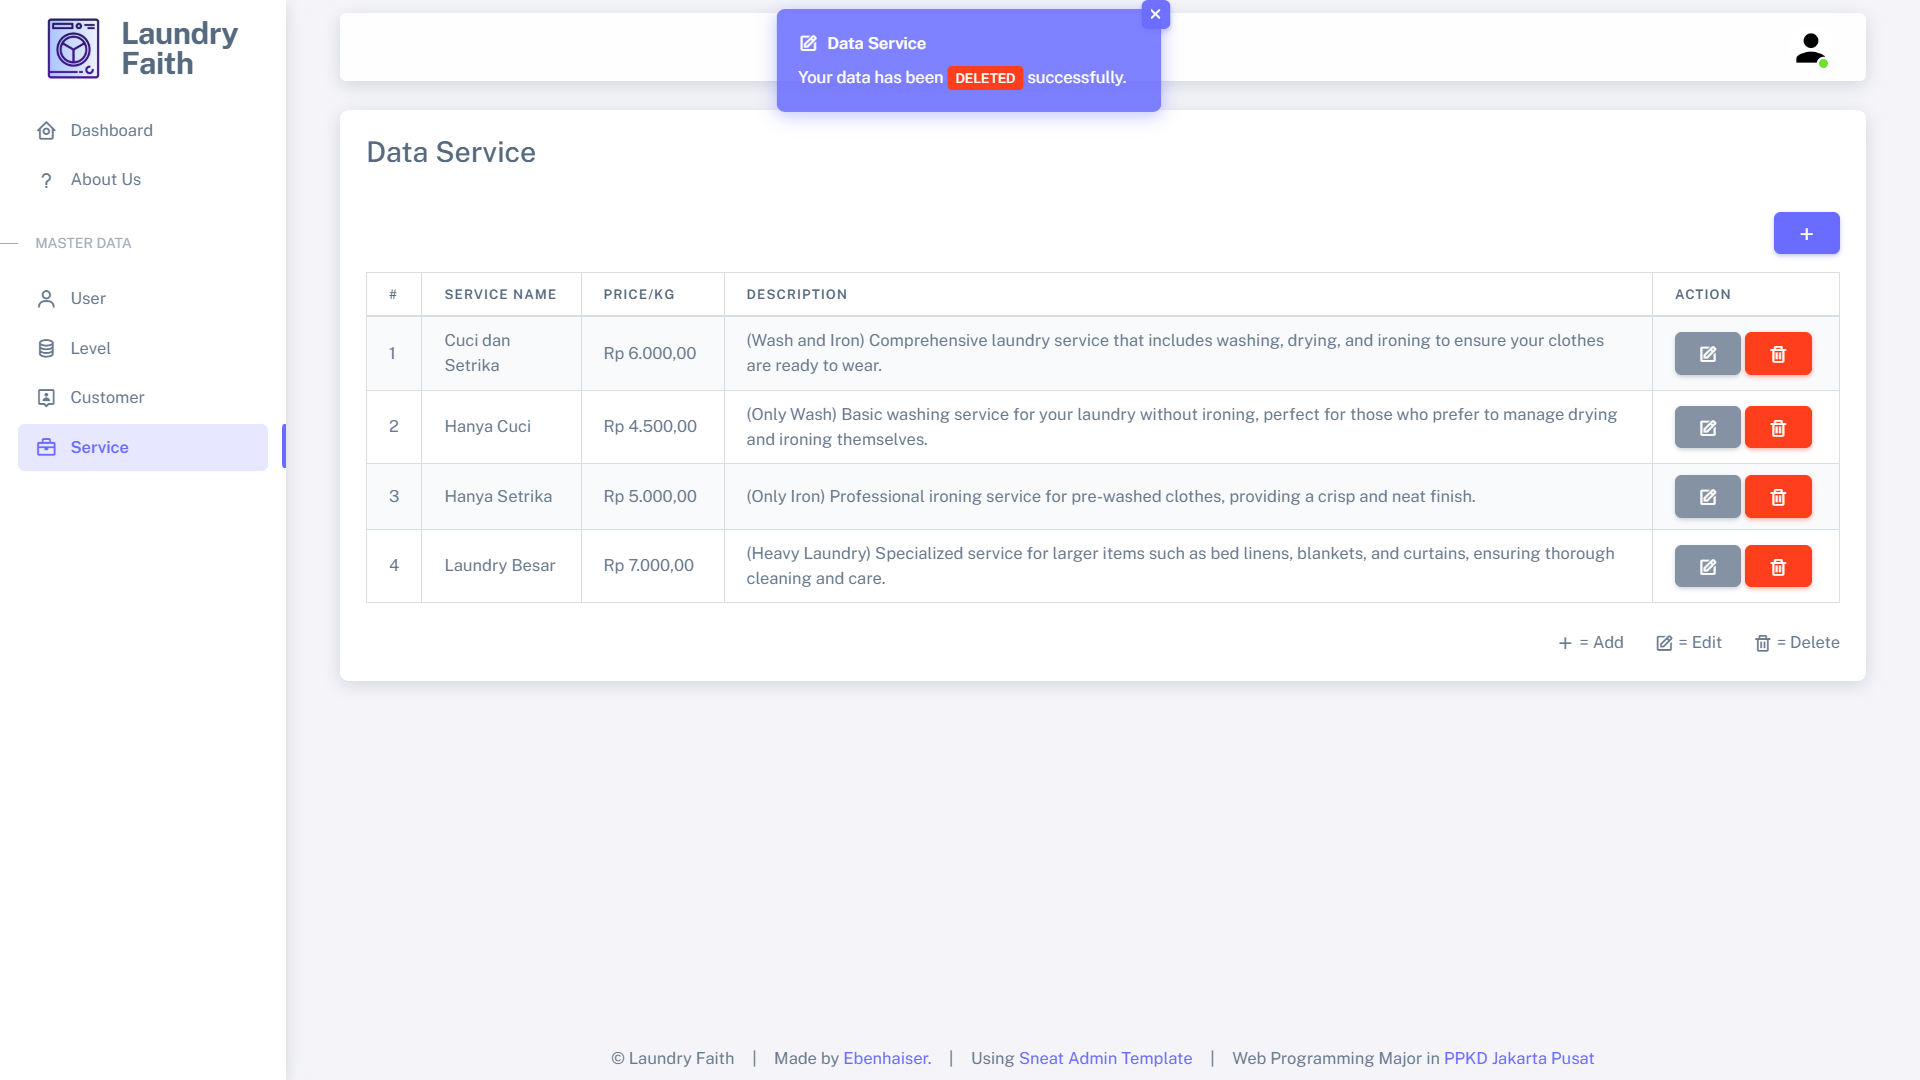 Laundry
Faith
Dashboard
? About Us
MASTER DATA
User
Level
Customer
Service
Data Service
Your data has been DELETED successfully.
Data Service
+
# SERVICE NAME PRICE/KG DESCRIPTION ACTION
1 Cuci dan Setrika Rp 6.000,00 (Wash and Iron) Comprehensive laundry service that includes washing, drying, and ironing to ensure your clothes
are ready to wear.
2 Hanya Cuci Rp 4.500,00 (Only Wash) Basic washing service for your laundry without ironing, perfect for those who prefer to manage drying
and ironing themselves.
3 Hanya Setrika Rp 5.000,00 (Only Iron) Professional ironing service for pre-washed clothes, providing a crisp and neat finish.
4 Laundry Besar Rp 7.000,00 (Heavy Laundry) Specialized service for larger items such as bed linens, blankets, and curtains, ensuring thorough
cleaning and care.
+ = Add = Edit = Delete
© Laundry Faith | Made by Ebenhaiser. | Using Sneat Admin Template | Web Programming Major in PPKD Jakarta Pusat